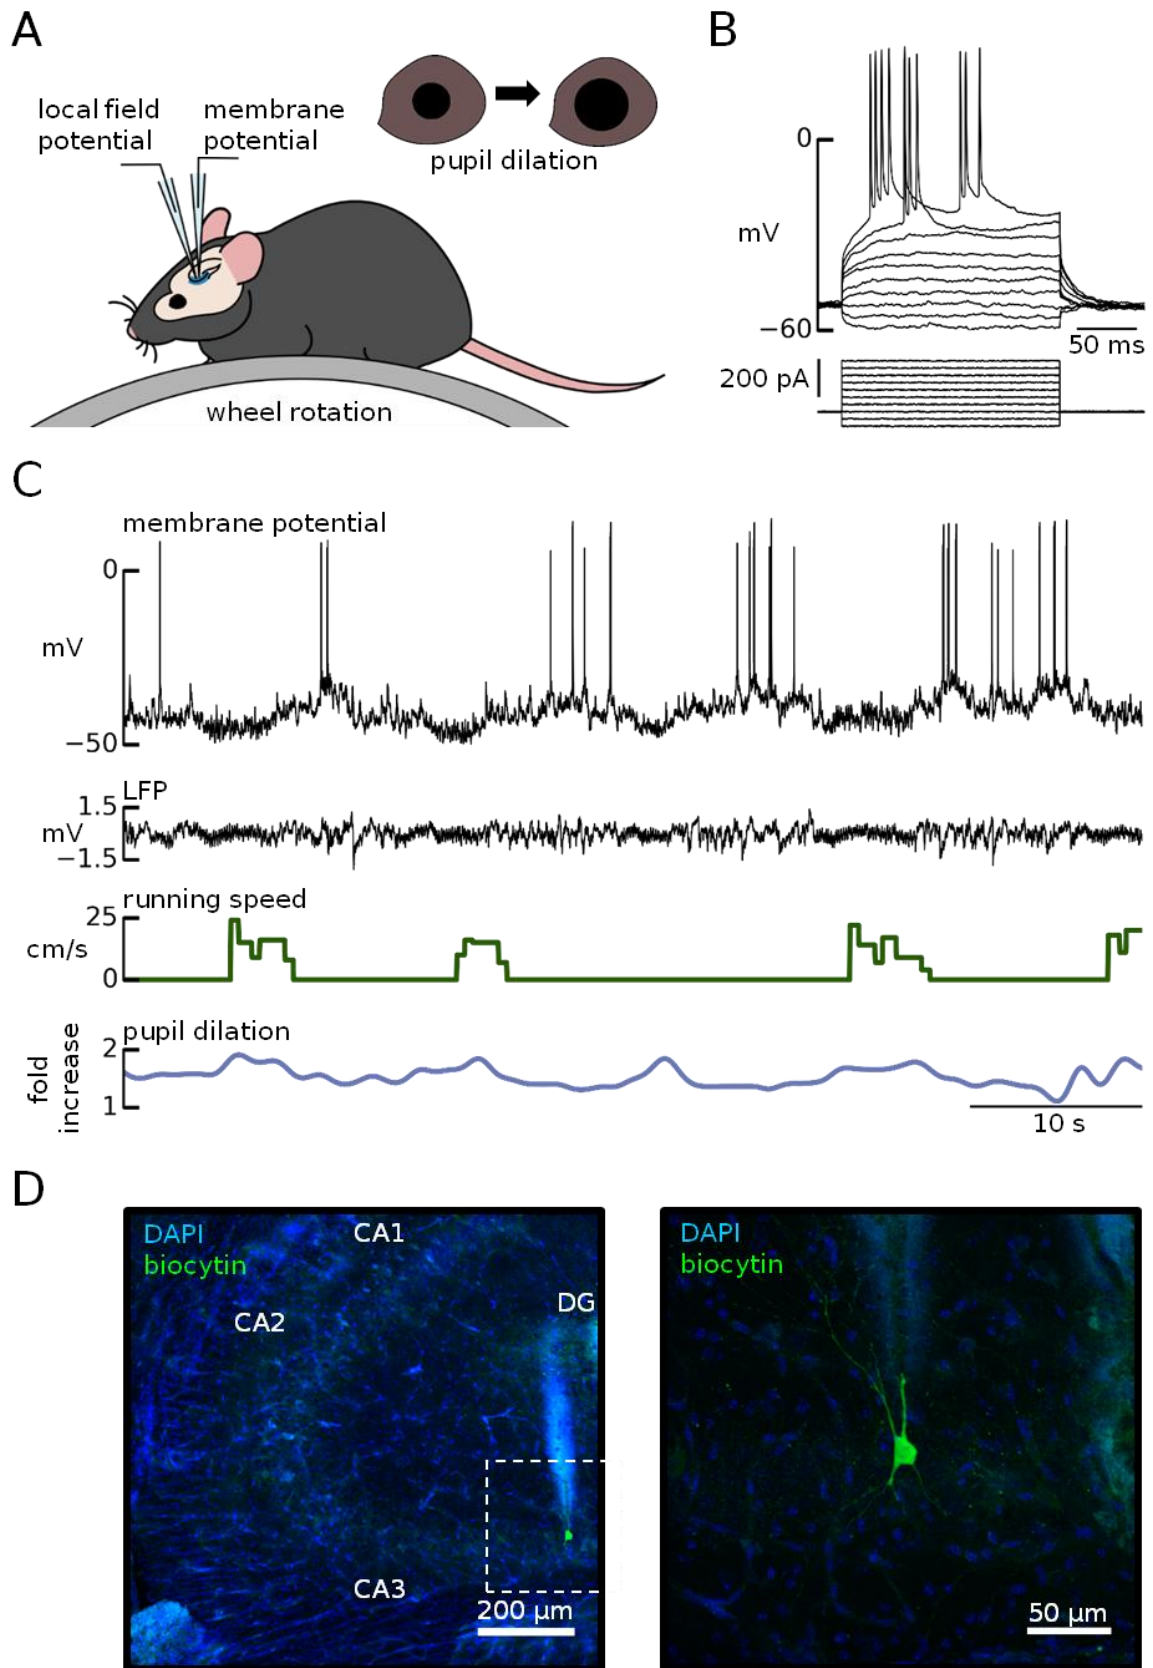 A
local field
potential
membrane
potential
pupil dilation
wheel rotation
B
0
mV
−60
50 ms
200 pA
C
membrane potential
0
mV
−50
LFP
1.5
mV
−1.5
running speed
25
cm/s
0
pupil dilation
fold
increase
2
1
10 s
D
DAPI
biocytin
CA1
CA2
DG
CA3
200 µm
DAPI
biocytin
50 µm